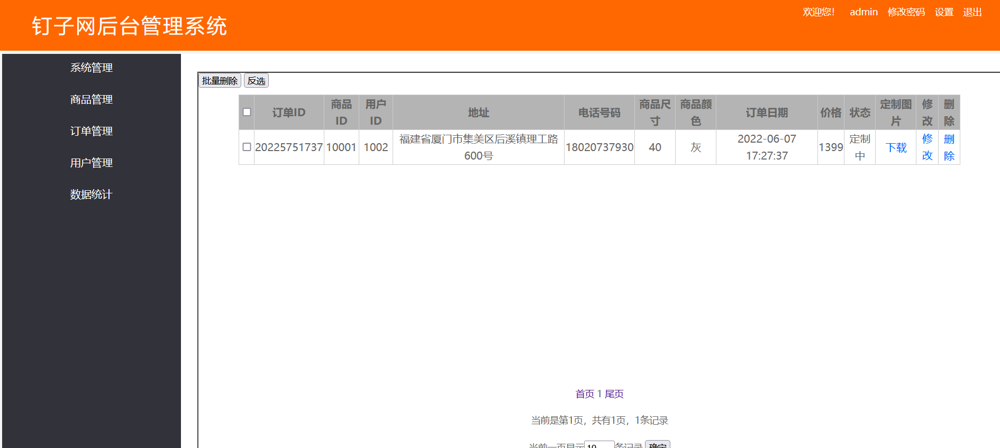 钉子网后台管理系统
欢迎您! admin 修改密码 设置 退出
系统管理
商品管理
订单管理
用户管理
数据统计
批量删除 反选
订单ID 商品ID 用户ID 地址 电话号码 商品尺寸 商品颜色 订单日期 价格 状态 定制图片 修改 删除
20225751737 10001 1002 福建省厦门市集美区后溪镇理工路600号 18020737930 40 灰 2022-06-07 17:27:37 1399 定制中 下载 修改 删除
首页 1 尾页
当前是第1页，共有1页，1条记录
当前一页显示 10 条记录 确定